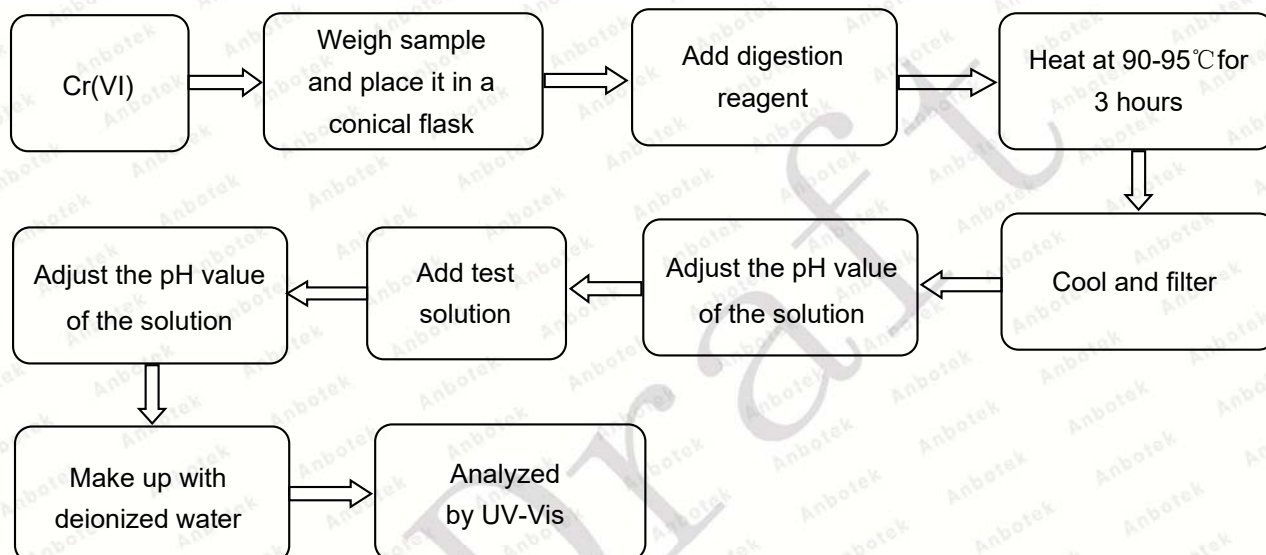 Cr(VI)
Weigh sample
and place it in a
conical flask
Add digestion
reagent
Heat at 90-95℃for
3 hours
Cool and filter
Adjust the pH value
of the solution
Add test
solution
Adjust the pH value
of the solution
Make up with
deionized water
Analyzed
by UV-Vis
Draft
Anbotek